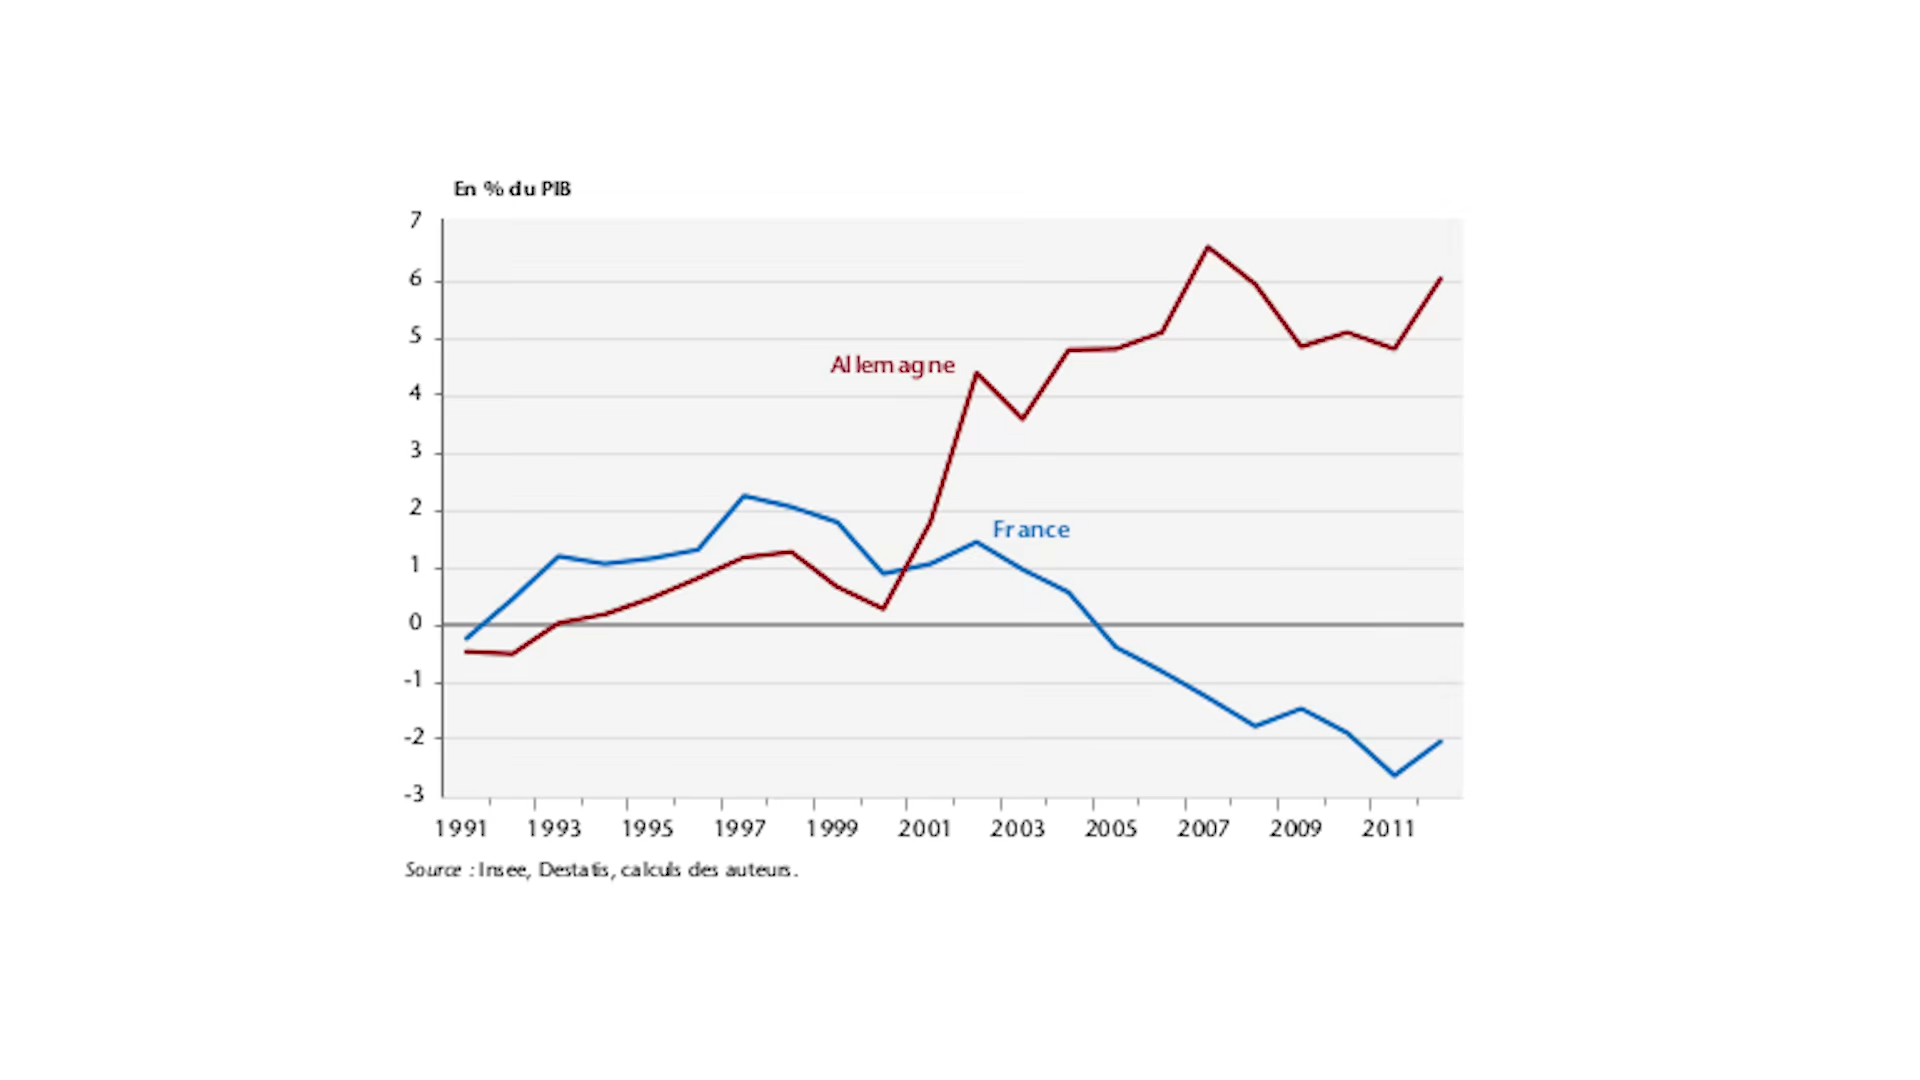 En % du PIB
7
6
5
Allemagne
4
3
2
France
1
0
-1
-2
-3
1991 1993 1995 1997 1999 2001 2003 2005 2007 2009 2011
Source : Insee, Destatis, calculs des auteurs.